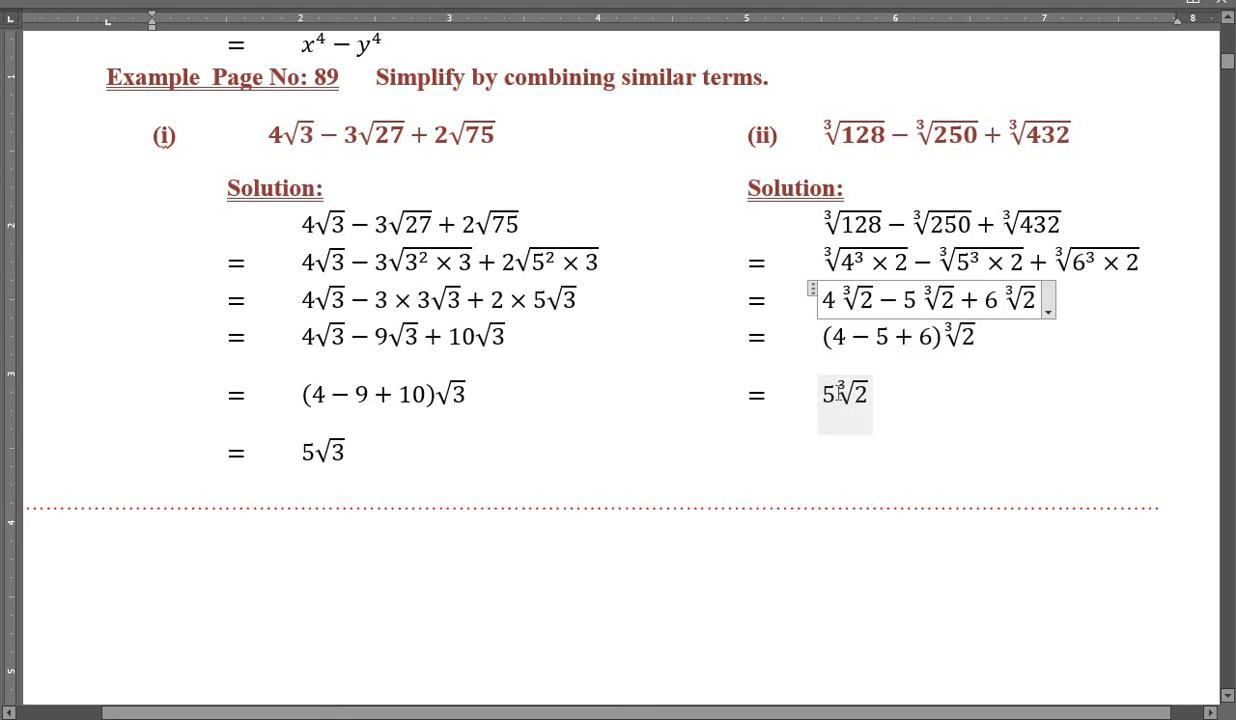 = x⁴ − y⁴
Example Page No: 89 Simplify by combining similar terms.
(i) 4√3 − 3√27 + 2√75
Solution:
4√3 − 3√27 + 2√75
= 4√3 − 3√(3² × 3) + 2√(5² × 3)
= 4√3 − 3 × 3√3 + 2 × 5√3
= 4√3 − 9√3 + 10√3
= (4 − 9 + 10)√3
= 5√3
(ii) ∛128 − ∛250 + ∛432
Solution:
∛128 − ∛250 + ∛432
= ∛(4³ × 2) − ∛(5³ × 2) + ∛(6³ × 2)
= 4 ∛2 − 5 ∛2 + 6 ∛2
= (4 − 5 + 6)∛2
= 5∛2